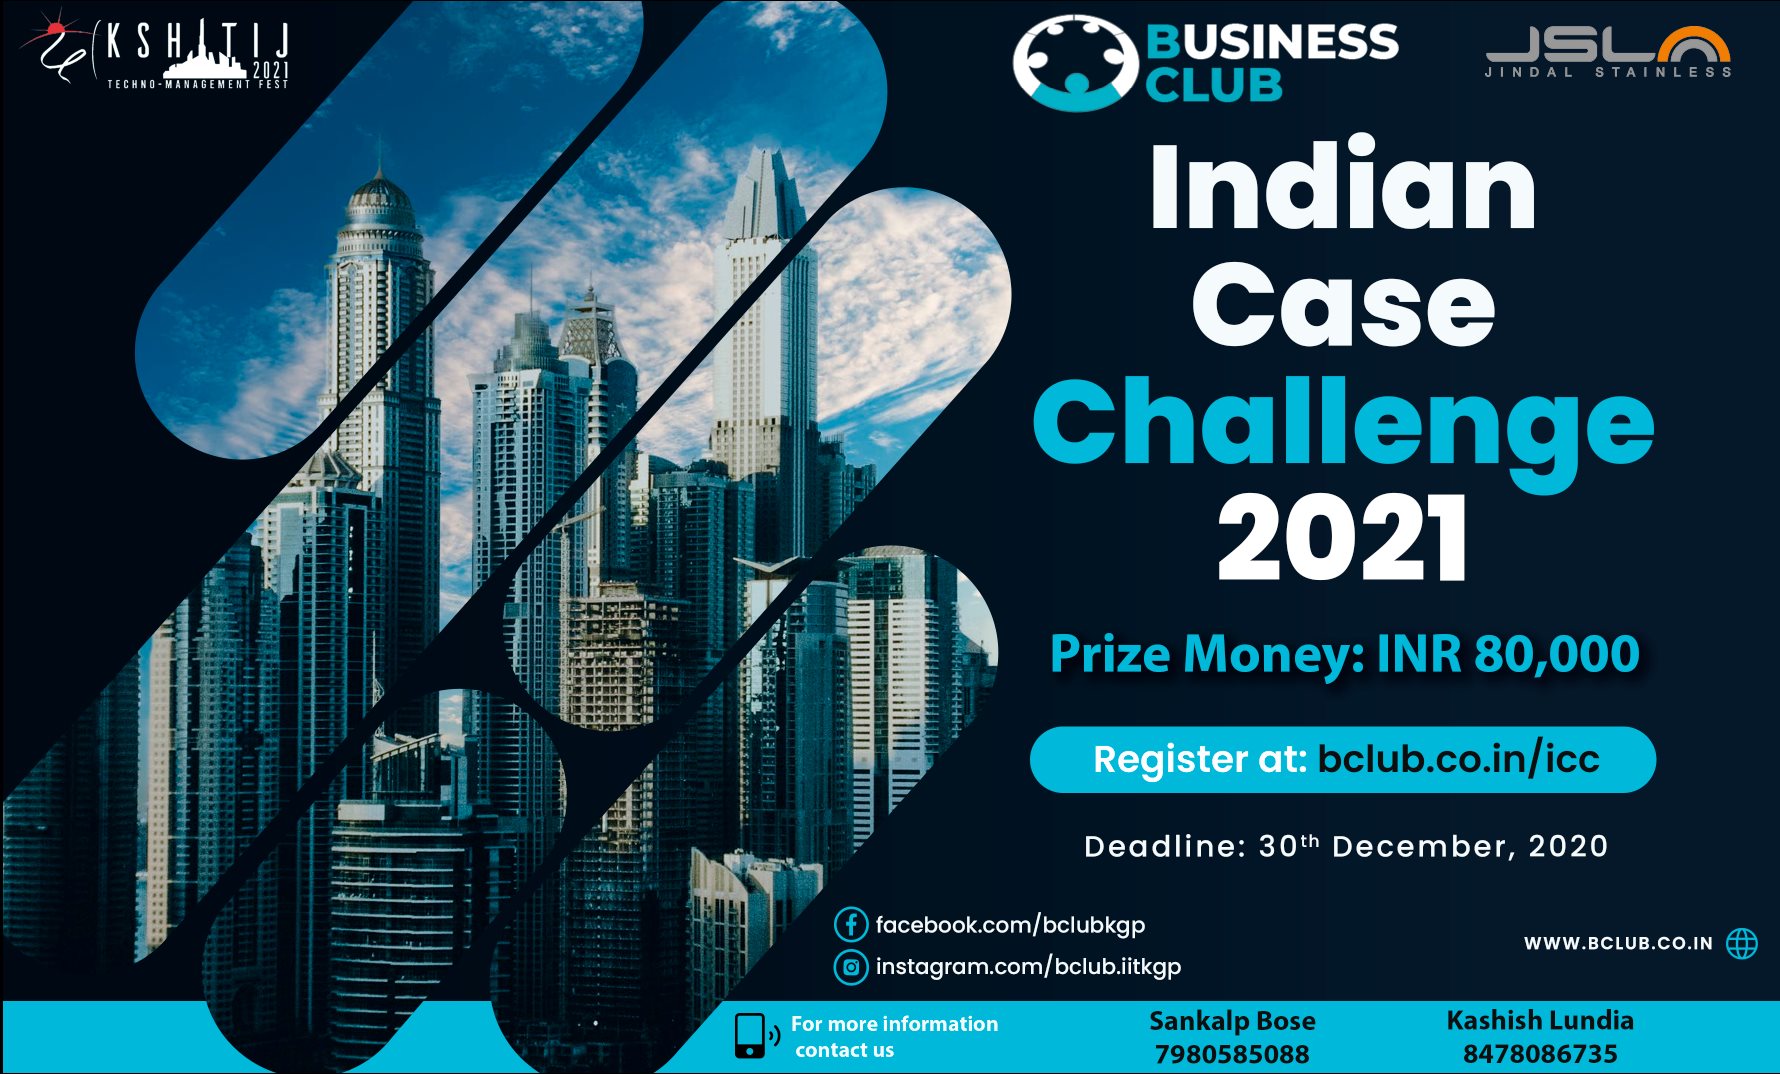 KSHITIJ
2021
TECHNO-MANAGEMENT FEST
BUSINESS
CLUB
JSL
JINDAL STAINLESS
Indian
Case
Challenge
2021
Prize Money: INR 80,000
Register at: bclub.co.in/icc
Deadline: 30th December, 2020
facebook.com/bclubkgp
instagram.com/bclub.iitkgp
WWW.BCLUB.CO.IN
For more information
contact us
Sankalp Bose
7980585088
Kashish Lundia
8478086735